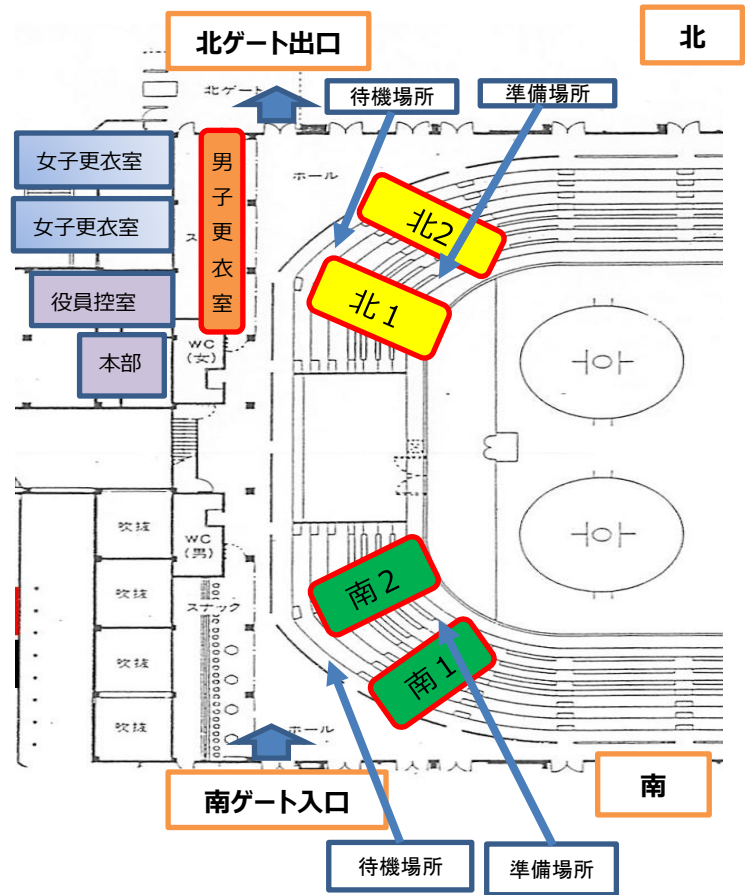 北ゲート出口
北
北ゲート
待機場所
準備場所
女子更衣室
男子更衣室
ホール
北2
女子更衣室
ス
役員控室
北１
WC
(女)
本部
吹抜
WC
(男)
吹抜
南２
スナック
吹抜
南１
吹抜
ホール
南ゲート入口
南
待機場所
準備場所